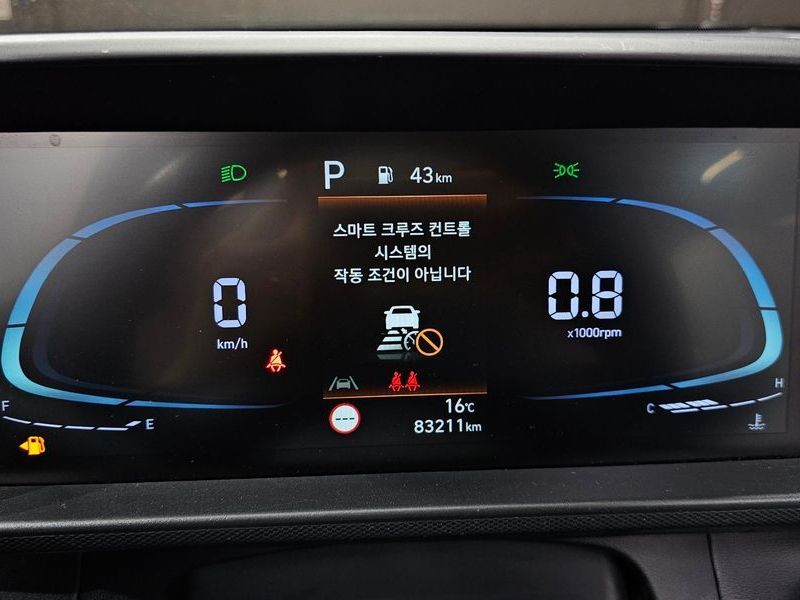 P 43km
스마트 크루즈 컨트롤
시스템의
작동 조건이 아닙니다
0
km/h
0.8
x1000rpm
F
E
---
16℃
83211km
C
H